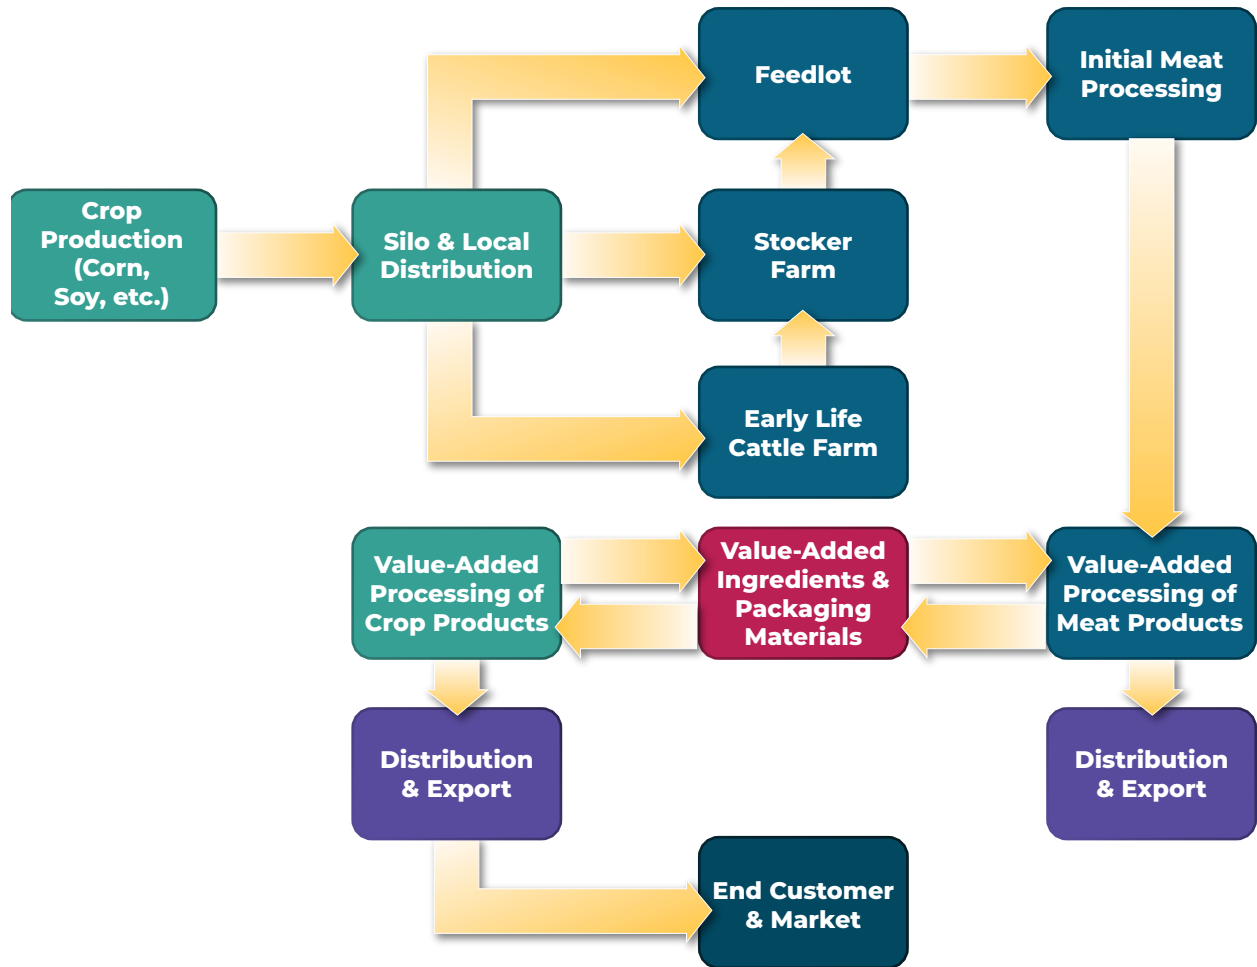 Feedlot
Initial Meat
Processing
Crop
Production
(Corn,
Soy, etc.)
Silo & Local
Distribution
Stocker
Farm
Early Life
Cattle Farm
Value-Added
Processing of
Crop Products
Value-Added
Ingredients &
Packaging
Materials
Value-Added
Processing of
Meat Products
Distribution
& Export
Distribution
& Export
End Customer
& Market